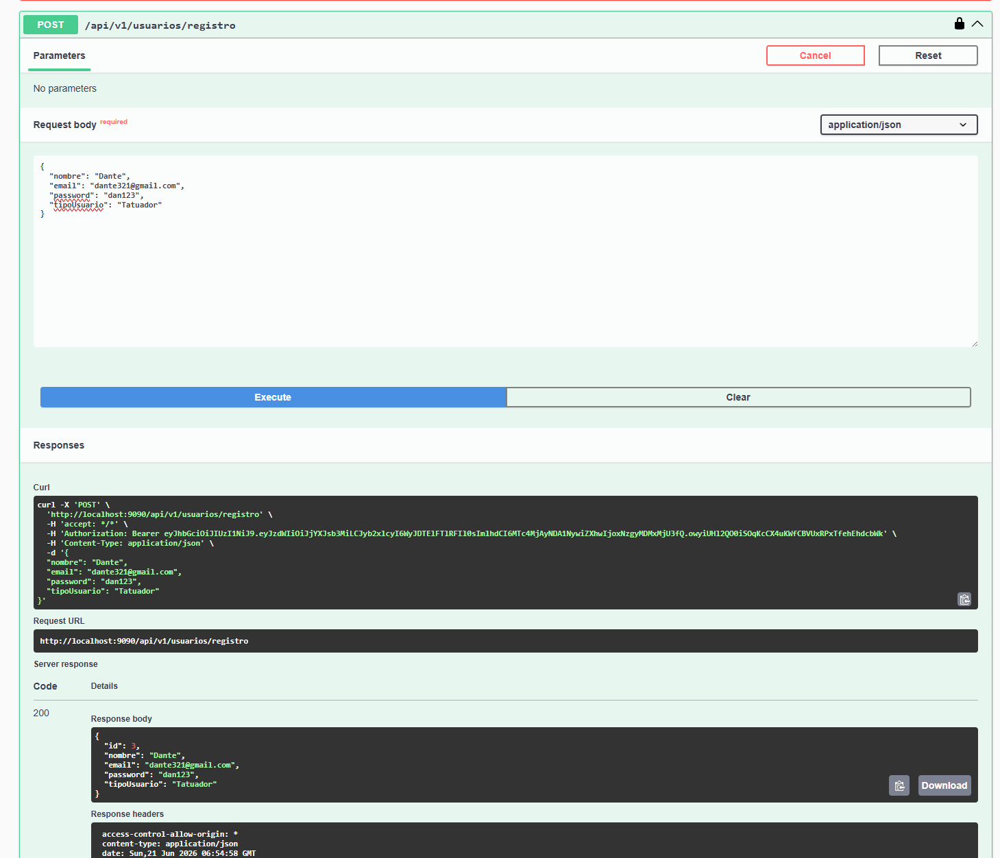 POST /api/v1/usuarios/registro
Parameters
Cancel
Reset
No parameters
Request body required
application/json
{
  "nombre": "Dante",
  "email": "dante321@gmail.com",
  "password": "dan123",
  "tipoUsuario": "Tatuador"
}
Execute
Clear
Responses
Curl
curl -X 'POST' \
  'http://localhost:9090/api/v1/usuarios/registro' \
  -H 'accept: */*' \
  -H 'Authorization: Bearer
  -H 'Content-Type: application/json' \
  -d '{
  "nombre": "Dante",
  "email": "dante321@gmail.com",
  "password": "dan123",
  "tipoUsuario": "Tatuador"
}'
Request URL
http://localhost:9090/api/v1/usuarios/registro
Server response
Code Details
200
Response body
{
  "id": 3,
  "nombre": "Dante",
  "email": "dante321@gmail.com",
  "password": "dan123",
  "tipoUsuario": "Tatuador"
}
Download
Response headers
access-control-allow-origin: *
content-type: application/json
date: Sun,21 Jun 2026 06:54:58 GMT